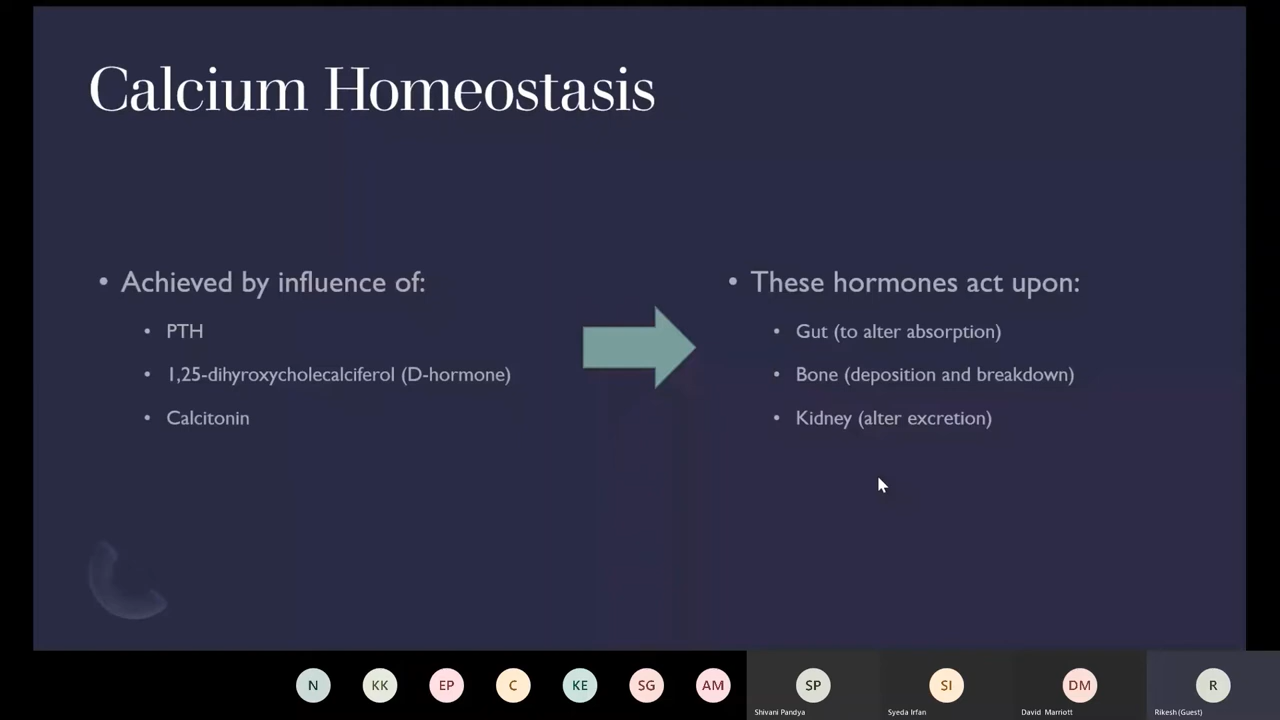 Calcium Homeostasis
• Achieved by influence of:
• PTH
• 1,25-dihyroxycholecalciferol (D-hormone)
• Calcitonin
• These hormones act upon:
• Gut (to alter absorption)
• Bone (deposition and breakdown)
• Kidney (alter excretion)
N KK EP C KE SG AM SP SI DM R
Shivani Pandya Syeda Irfan David Marriott Rikesh (Guest)